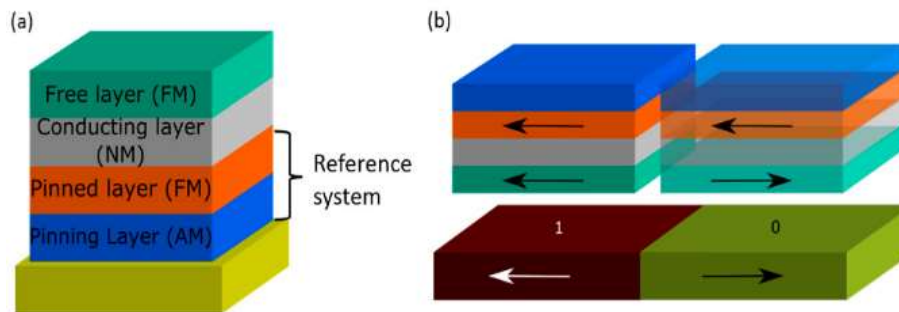 (a)
Free layer (FM)
Conducting layer
(NM)
Pinned layer (FM)
Pinning Layer (AM)
Reference
system
(b)
1
0